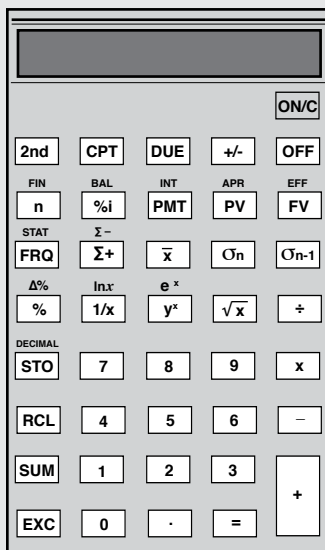 ON/C
2nd CPT DUE +/- OFF
FIN BAL INT APR EFF
n %i PMT PV FV
STAT Σ−
FRQ Σ+ x̅ σn σn-1
Δ% lnx e ˣ
% 1/x yˣ √x ÷
DECIMAL
STO 7 8 9 x
RCL 4 5 6 −
SUM 1 2 3
+
EXC 0 . =